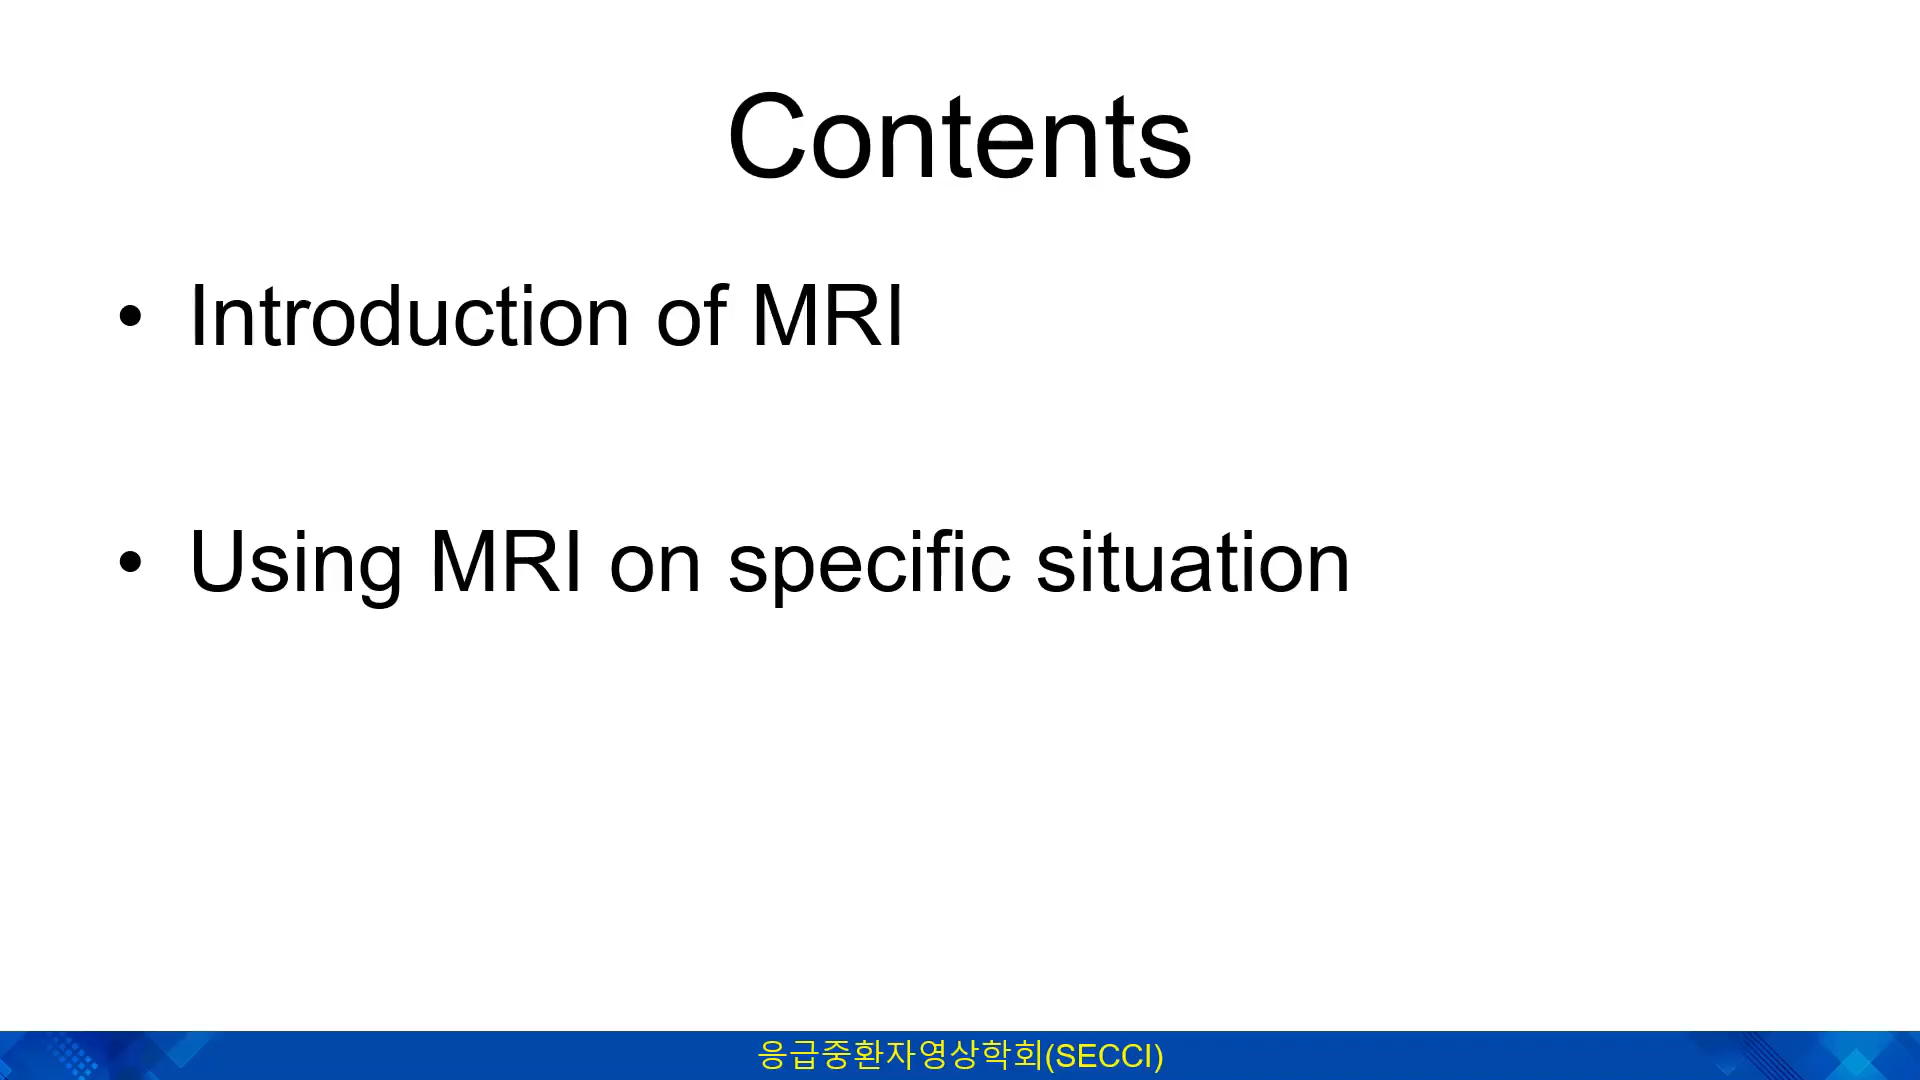 Contents
• Introduction of MRI
• Using MRI on specific situation
응급중환자영상학회(SECCI)